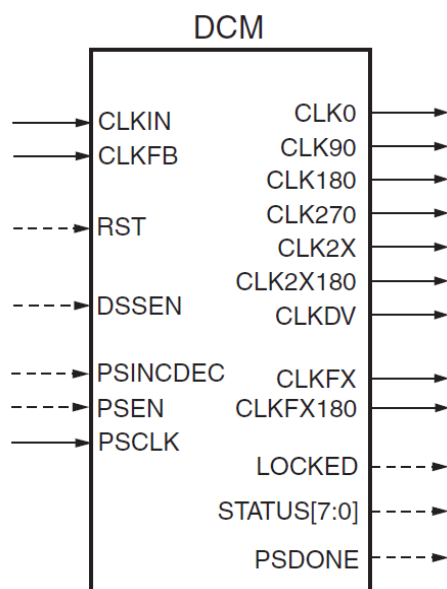 DCM
CLKIN
CLKFB
RST
DSSEN
PSINCDEC
PSEN
PSCLK
CLK0
CLK90
CLK180
CLK270
CLK2X
CLK2X180
CLKDV
CLKFX
CLKFX180
LOCKED
STATUS[7:0]
PSDONE